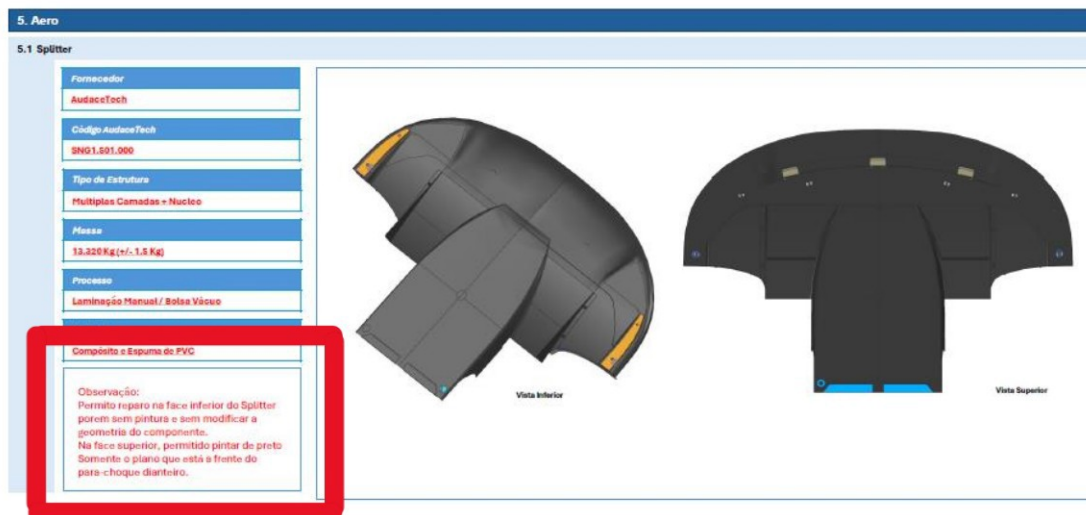 5. Aero
5.1 Splitter
Fornecedor
AudaceTech
Código AudaceTech
SNG1.501.000
Tipo de Estrutura
Multiplas Camadas + Nucleo
Massa
13.320 Kg (+/- 1.5 Kg)
Processo
Laminação Manual / Bolsa Vácuo
Compósito e Espuma de PVC
Observação:
Permito reparo na face inferior do Splitter
porem sem pintura e sem modificar a
geometria do componente.
Na face superior, permitido pintar de preto
Somente o plano que está a frente do
para-choque dianteiro.
Vista Inferior
Vista Superior